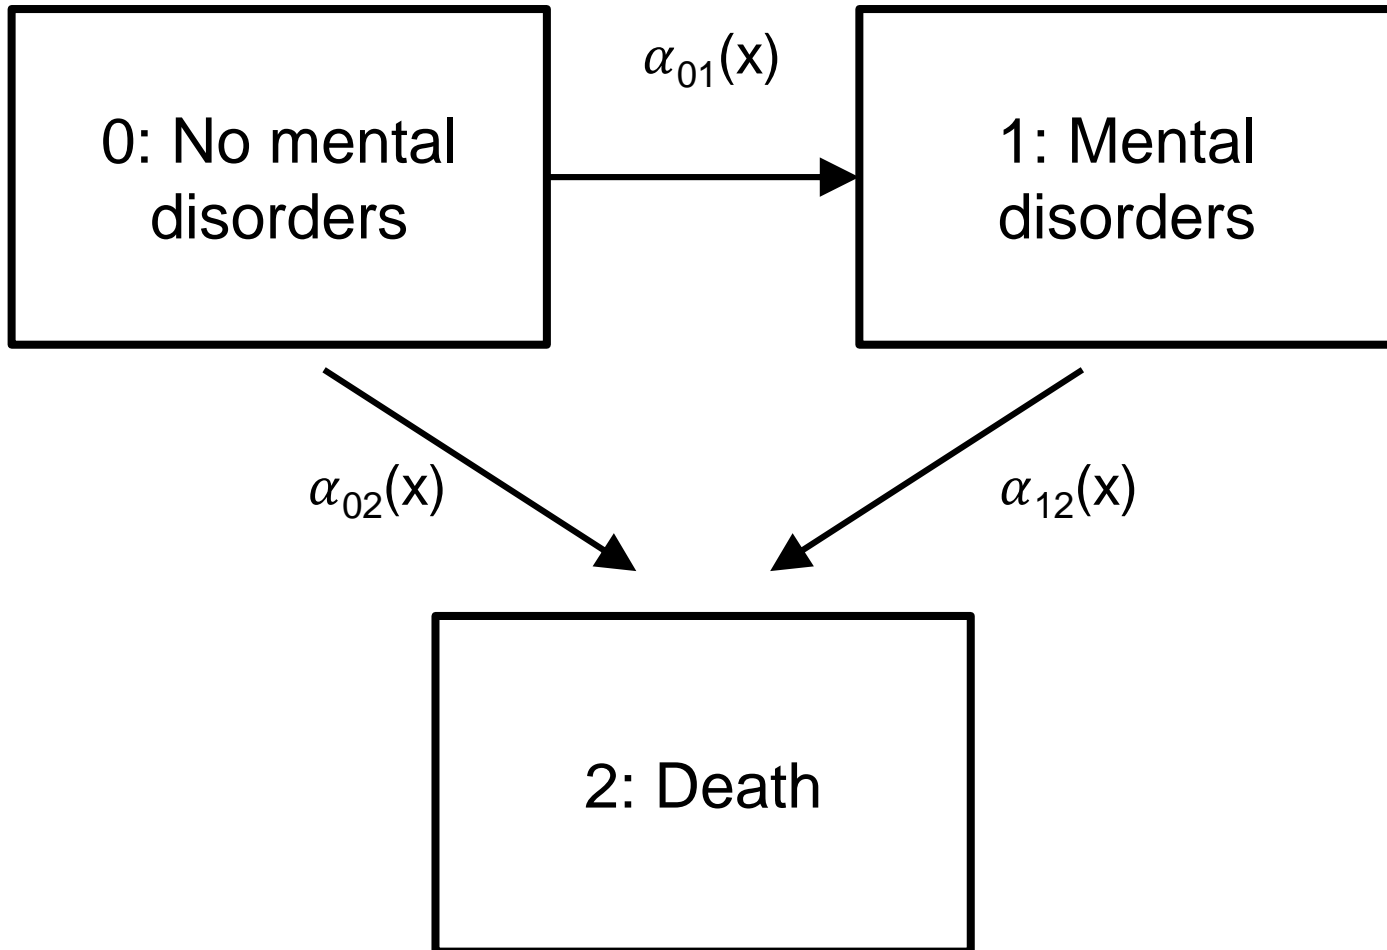 α01(x)
0: No mental
disorders
1: Mental
disorders
α02(x)
α12(x)
2: Death